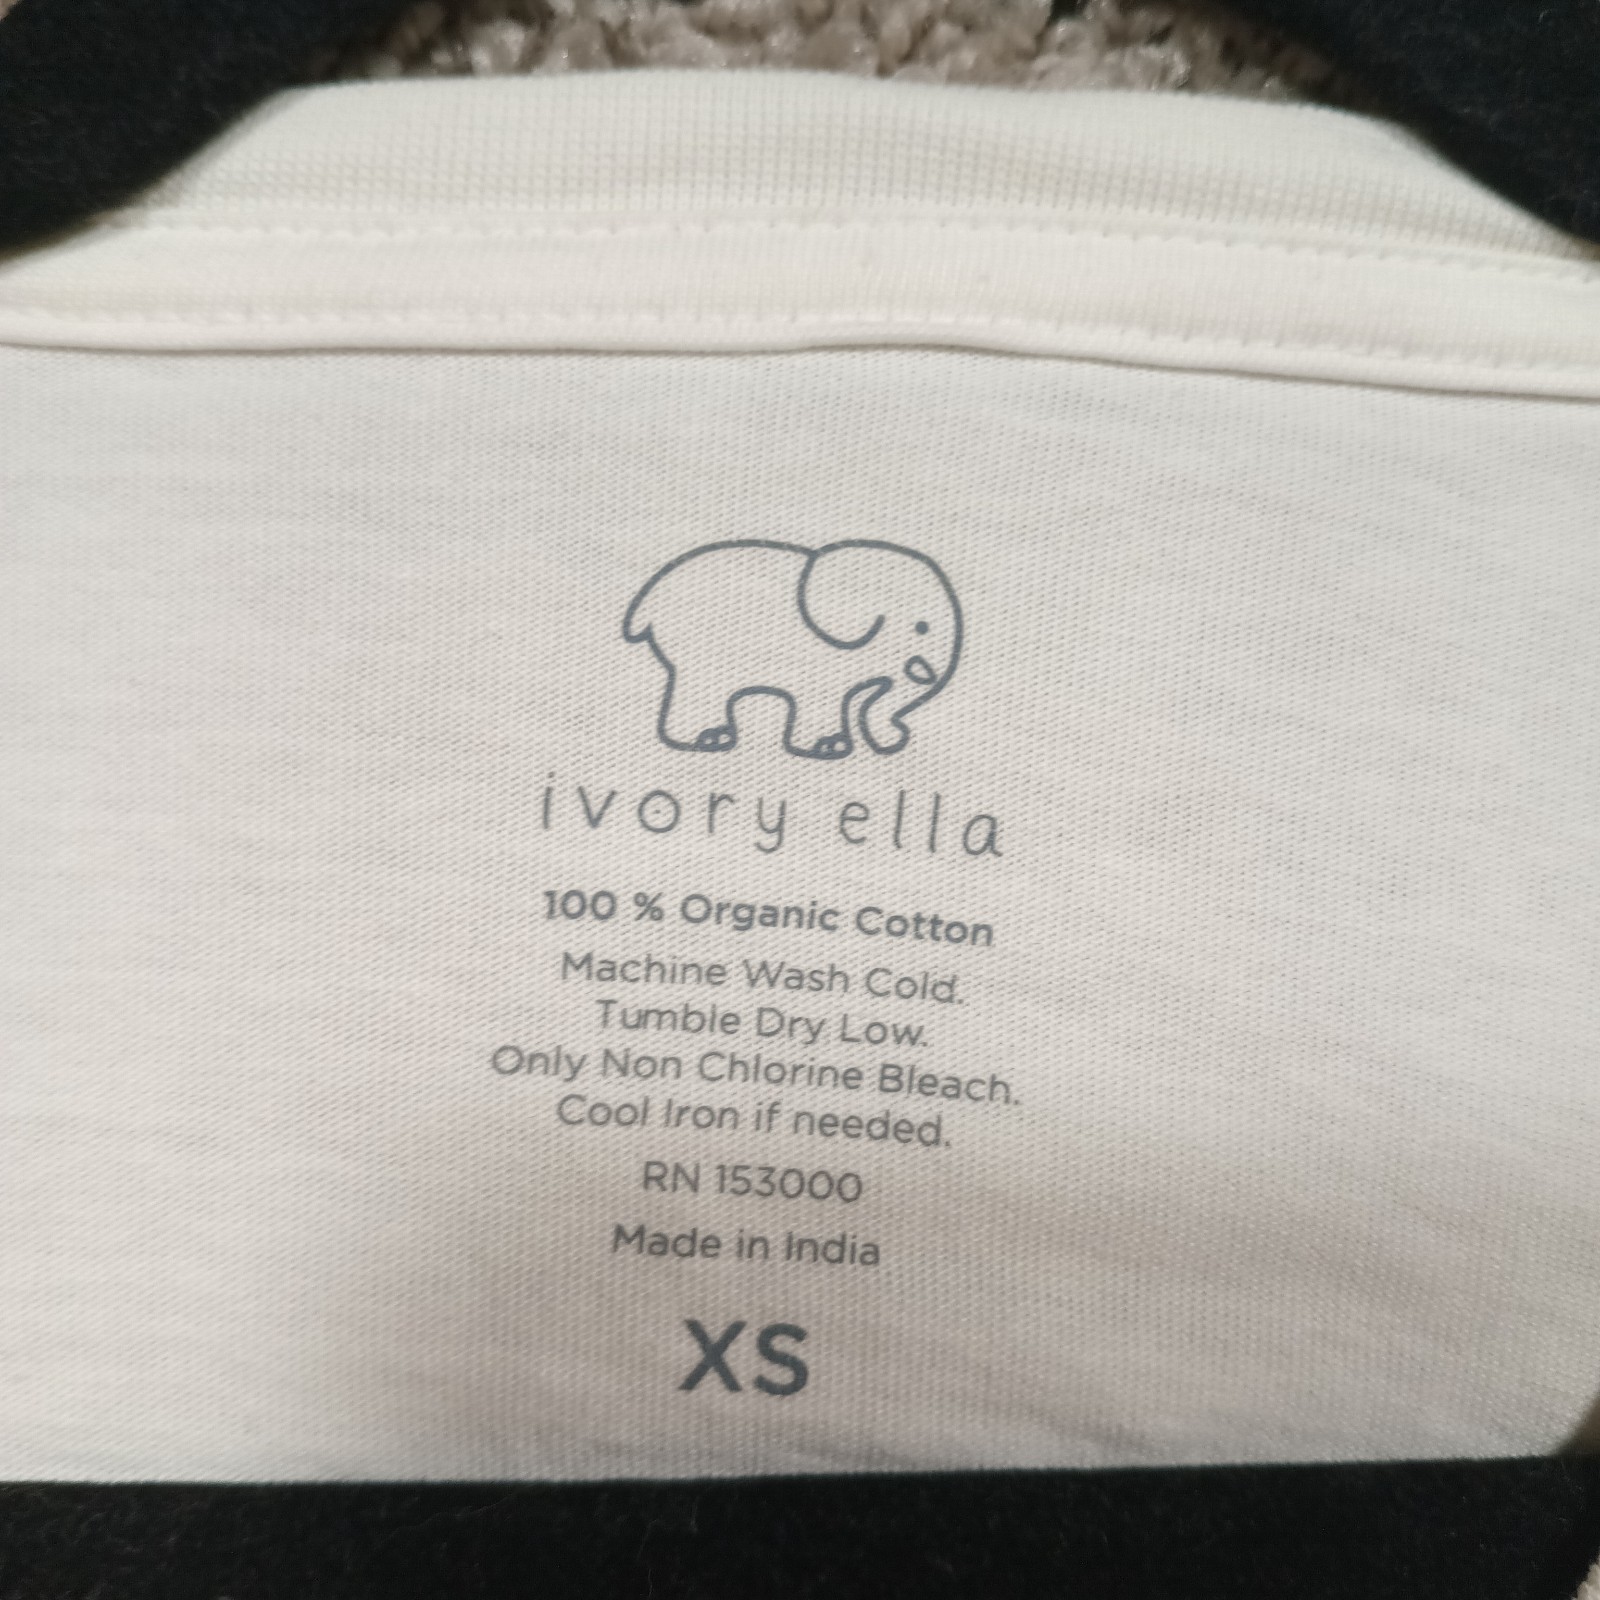 ivory ella
100 % Organic Cotton
Machine Wash Cold.
Tumble Dry Low.
Only Non Chlorine Bleach.
Cool Iron if needed.
RN 153000
Made in India
XS